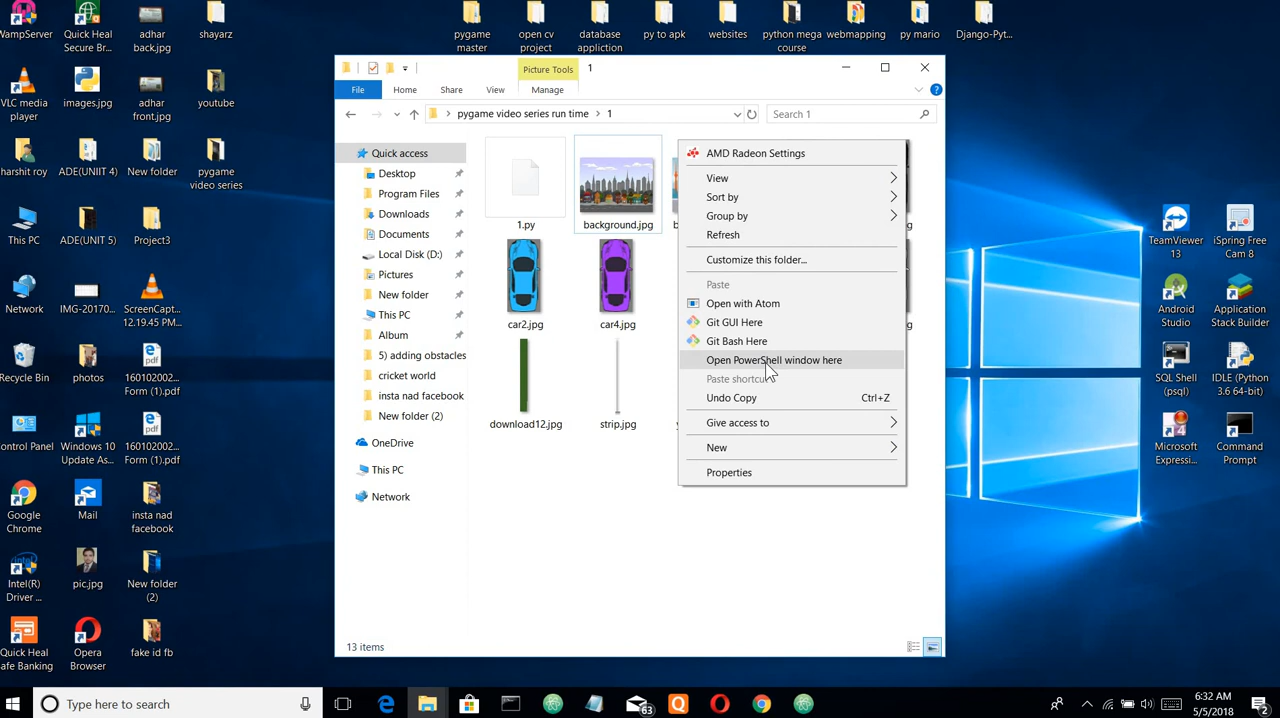 WampServer
Quick Heal
Secure Br...
adhar
back.jpg
shayarz
pygame
master
open cv
project
database
appliction
py to apk
websites
python mega
course
webmapping
py mario
Django-Pyt...
VLC media
player
images.jpg
adhar
front.jpg
youtube
harshit roy
ADE(UNIIT 4)
New folder
pygame
video series
This PC
ADE(UNIT 5)
Project3
Network
IMG-20170...
ScreenCapt...
12.19.45 PM...
Recycle Bin
photos
160102002...
Form (1).pdf
Control Panel
Windows 10
Update As...
160102002...
Form (1).pdf
Google
Chrome
Mail
insta nad
facebook
Intel(R)
Driver ...
pic.jpg
New folder
(2)
Quick Heal
Safe Banking
Opera
Browser
fake id fb
Picture Tools
1
File
Home
Share
View
Manage
pygame video series run time
1
Search 1
Quick access
Desktop
Program Files
Downloads
Documents
Local Disk (D:)
Pictures
New folder
This PC
Album
5) adding obstacles
cricket world
insta nad facebook
New folder (2)
OneDrive
This PC
Network
1.py
background.jpg
car2.jpg
car4.jpg
download12.jpg
strip.jpg
AMD Radeon Settings
View
Sort by
Group by
Refresh
Customize this folder...
Paste
Open with Atom
Git GUI Here
Git Bash Here
Open PowerShell window here
Paste shortcut
Undo Copy Ctrl+Z
Give access to
New
Properties
13 items
TeamViewer
13
iSpring Free
Cam 8
Android
Studio
Application
Stack Builder
SQL Shell
(psql)
IDLE (Python
3.6 64-bit)
Microsoft
Expressi...
Command
Prompt
Type here to search
63
6:32 AM
5/5/2018
2